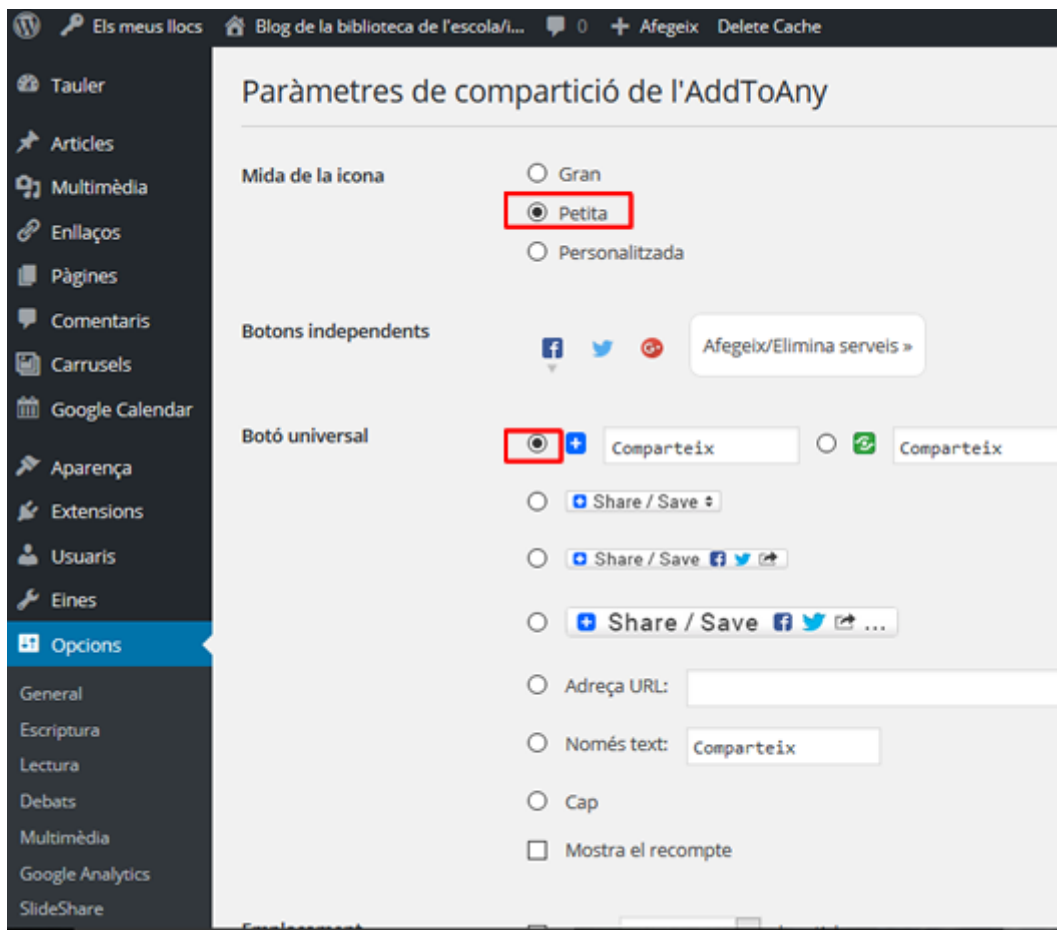 Els meus llocs Blog de la biblioteca de l'escola/i... 0 Afegeix Delete Cache
Tauler
Articles
Multimèdia
Enllaços
Pàgines
Comentaris
Carrusels
Google Calendar
Aparença
Extensions
Usuaris
Eines
Opcions
General
Escriptura
Lectura
Debats
Multimèdia
Google Analytics
SlideShare
Paràmetres de compartició de l'AddToAny
Mida de la icona
Gran
Petita
Personalitzada
Botons independents
Afegeix/Elimina serveis »
Botó universal
Comparteix Comparteix
Share / Save
Share / Save
Share / Save ...
Adreça URL:
Només text: Comparteix
Cap
Mostra el recompte
Emplaçament